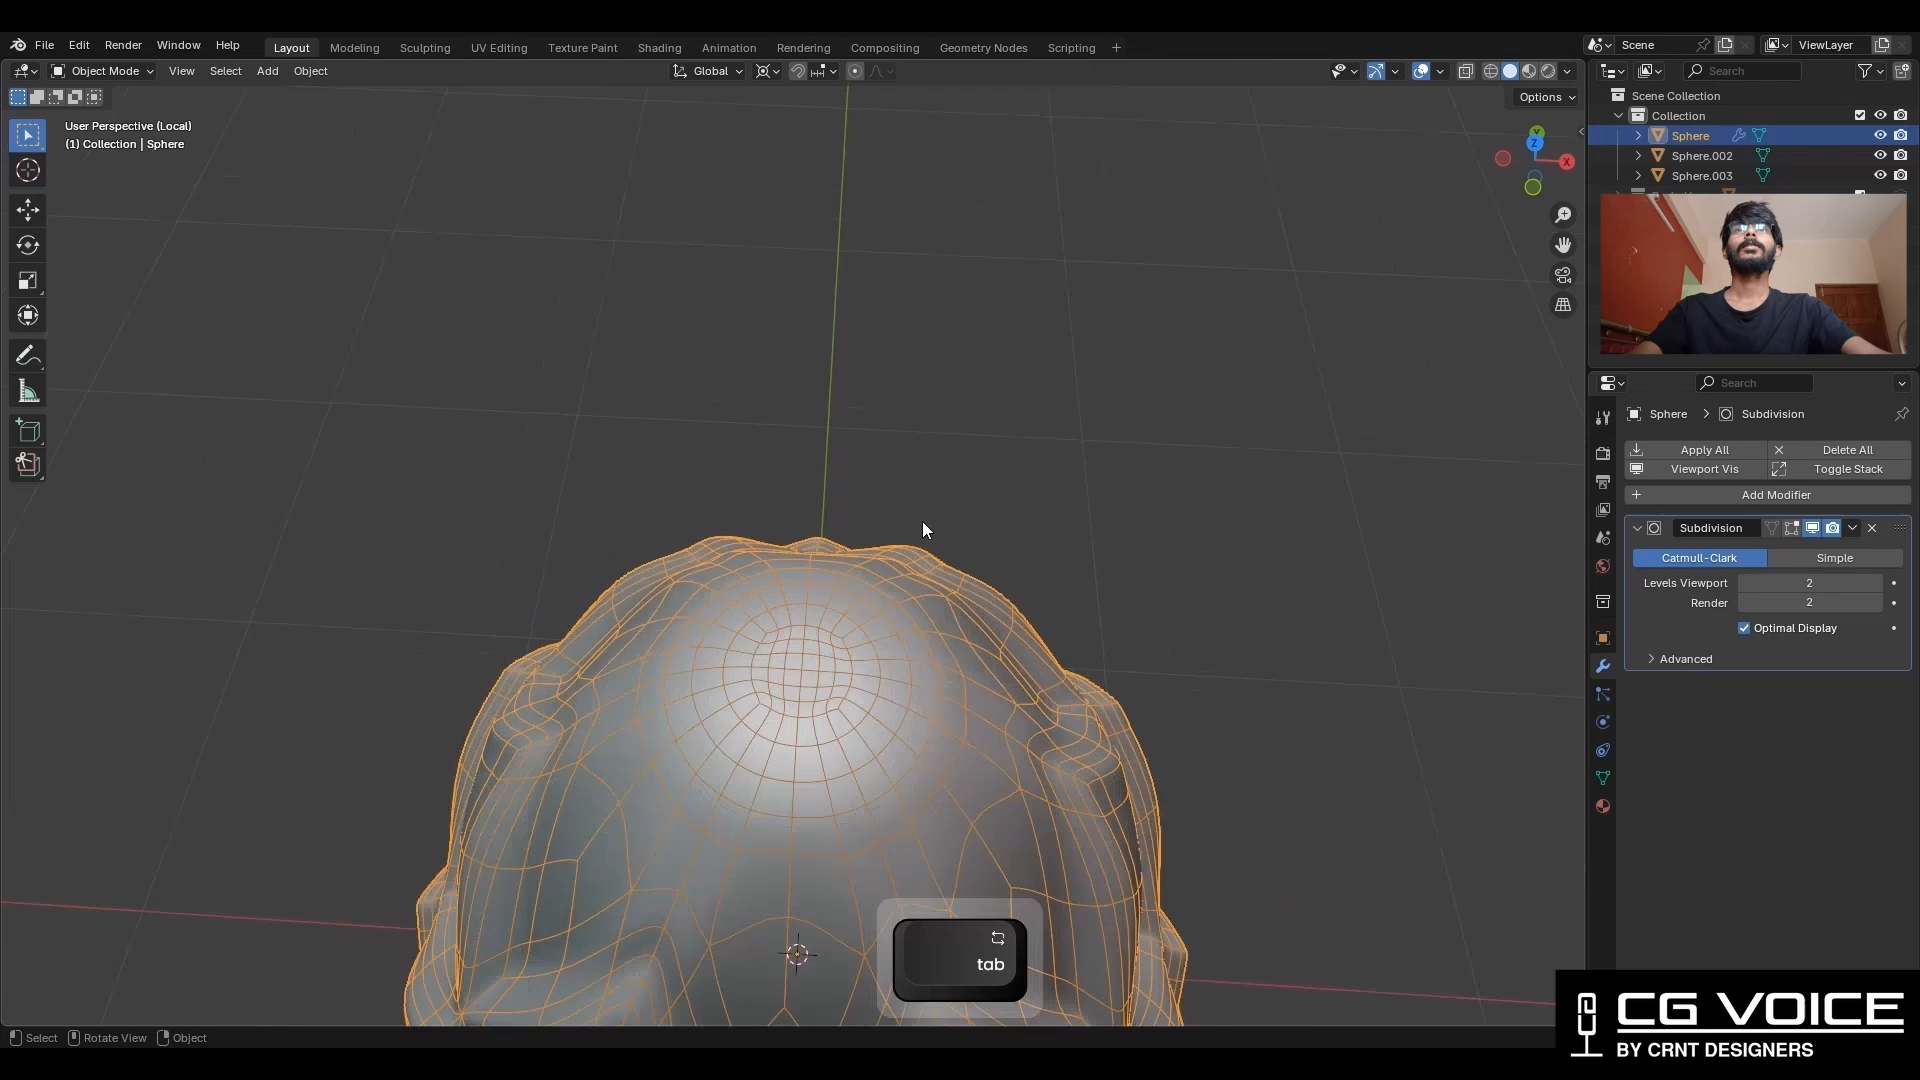 File Edit Render Window Help Layout Modeling Sculpting UV Editing Texture Paint Shading Animation Rendering Compositing Geometry Nodes Scripting + Scene ViewLayer
Object Mode View Select Add Object Global Search
Options
Scene Collection
Collection
User Perspective (Local)
Sphere
(1) Collection | Sphere
Sphere.002
Sphere.003
Y
Z
X
Search
Sphere > Subdivision
Apply All Delete All
Viewport Vis Toggle Stack
Add Modifier
Subdivision
Catmull-Clark Simple
Levels Viewport 2
Render 2
Optimal Display
Advanced
tab
Select Rotate View Object
CG VOICE
BY CRNT DESIGNERS